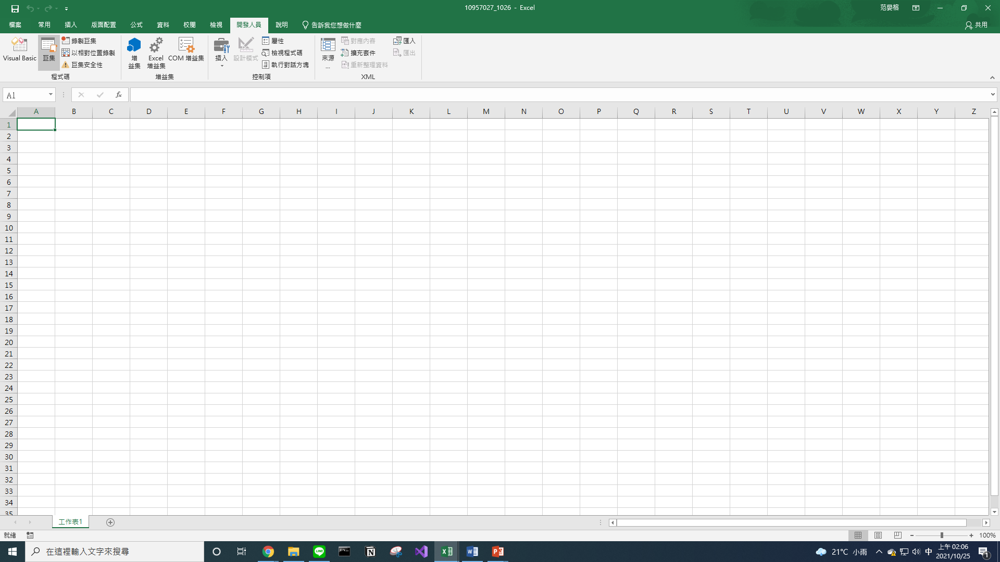 10957027_1026 - Excel
范晏榕
檔案 常用 插入 版面配置 公式 資料 校閱 檢視 開發人員 說明 告訴我您想做什麼 共用
Visual Basic
巨集
錄製巨集
以相對位置錄製
巨集安全性
程式碼
增
益集
Excel
增益集
COM 增益集
增益集
插入
設計模式
屬性
檢視程式碼
執行對話方塊
控制項
來源
...
對應內容
擴充套件
重新整理資料
匯入
匯出
XML
A1
fx
A B C D E F G H I J K L M N O P Q R S T U V W X Y Z
1
2
3
4
5
6
7
8
9
10
11
12
13
14
15
16
17
18
19
20
21
22
23
24
25
26
27
28
29
30
31
32
33
34
35
工作表1
就緒
100%
在這裡輸入文字來搜尋
LINE
21°C 小雨
中
上午 02:06
2021/10/25
1